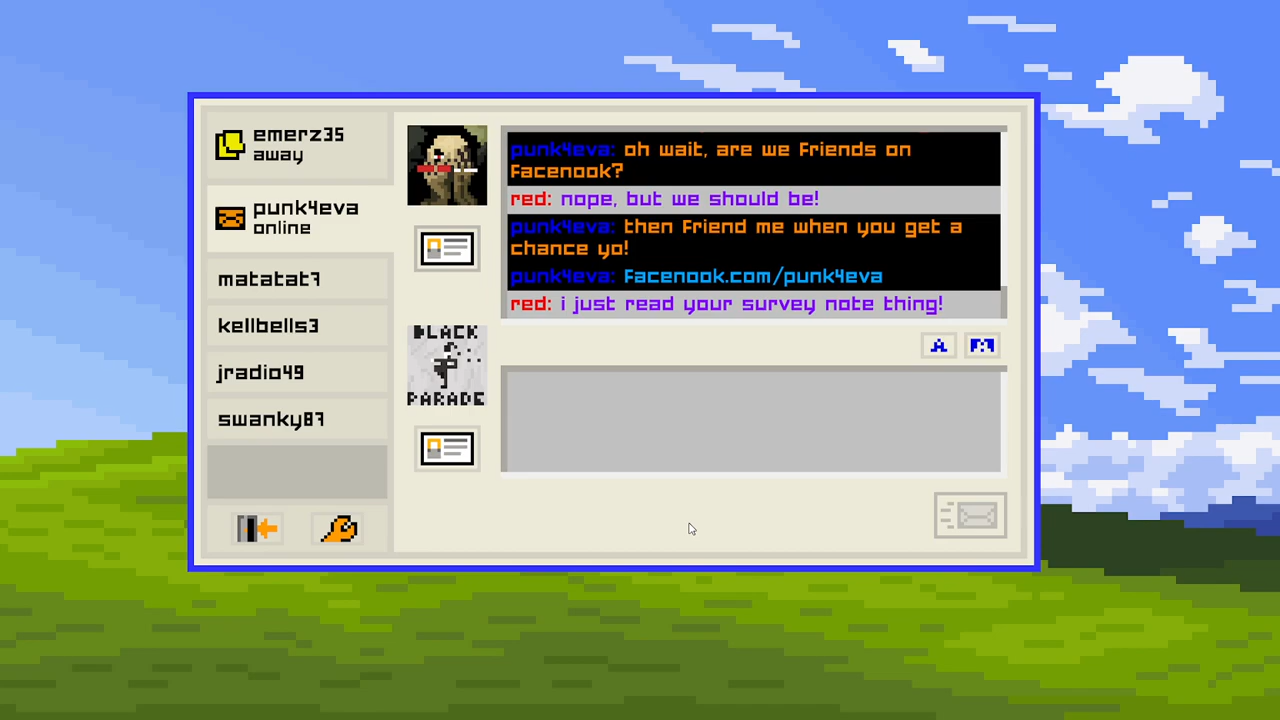 emerz35
away
punk4eva
online
matatat7
kellbells3
jradio49
swanky87
BLACK
PARADE
punk4eva: oh wait, are we friends on
facenook?
red: nope, but we should be!
punk4eva: then friend me when you get a
chance yo!
punk4eva: facenook.com/punk4eva
red: i just read your survey note thing!
A